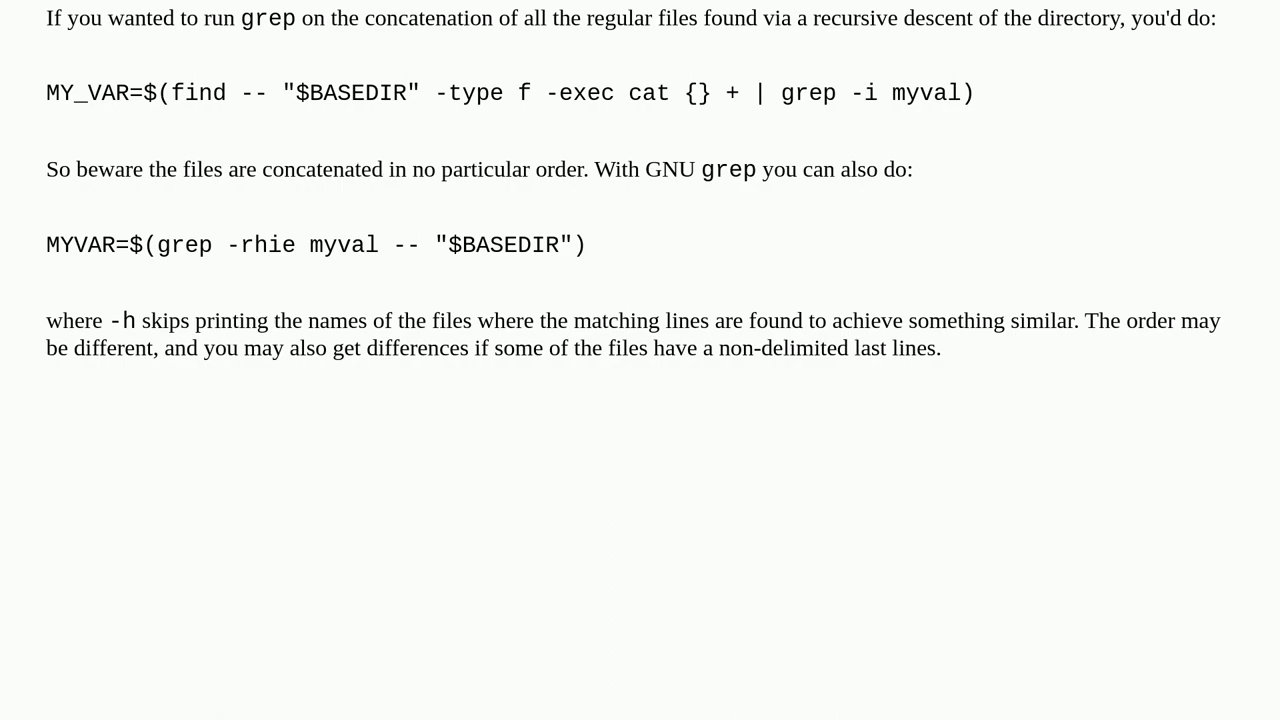 If you wanted to run grep on the concatenation of all the regular files found via a recursive descent of the directory, you'd do:
MY_VAR=$(find -- "$BASEDIR" -type f -exec cat {} + | grep -i myval)
So beware the files are concatenated in no particular order. With GNU grep you can also do:
MYVAR=$(grep -rhie myval -- "$BASEDIR")
where -h skips printing the names of the files where the matching lines are found to achieve something similar. The order may
be different, and you may also get differences if some of the files have a non-delimited last lines.